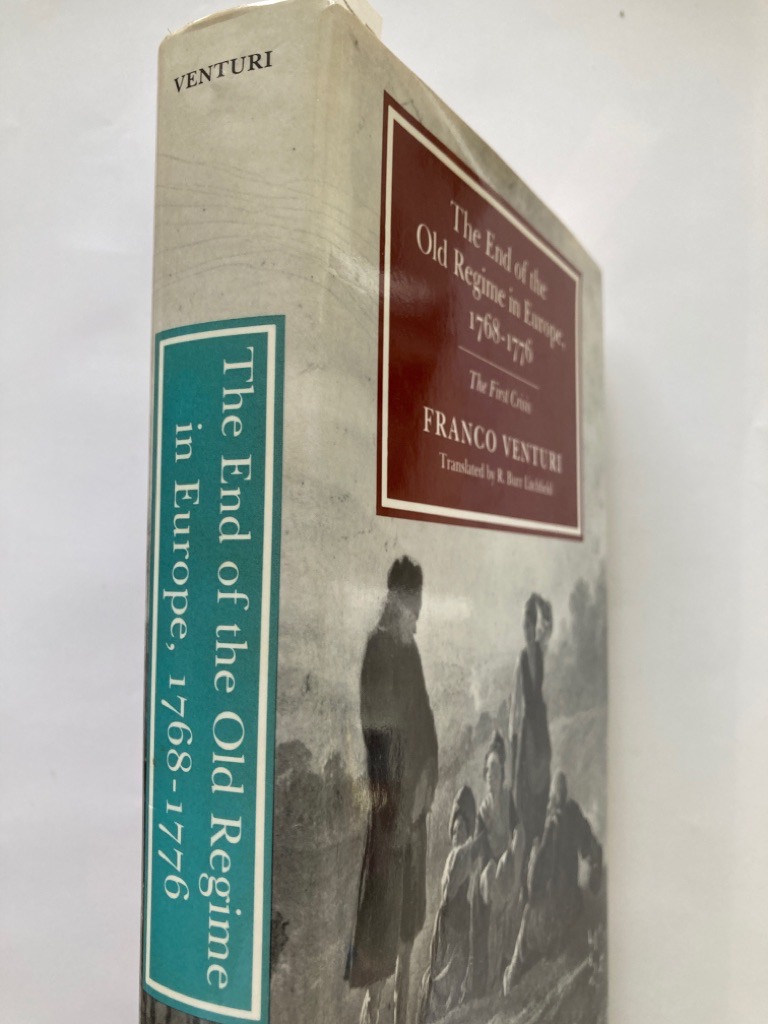 VENTURI
The End of the Old Regime
in Europe, 1768-1776
The End of the
Old Regime in Europe,
1768-1776
The First Crisis
FRANCO VENTURI
Translated by R. Burr Litchfield